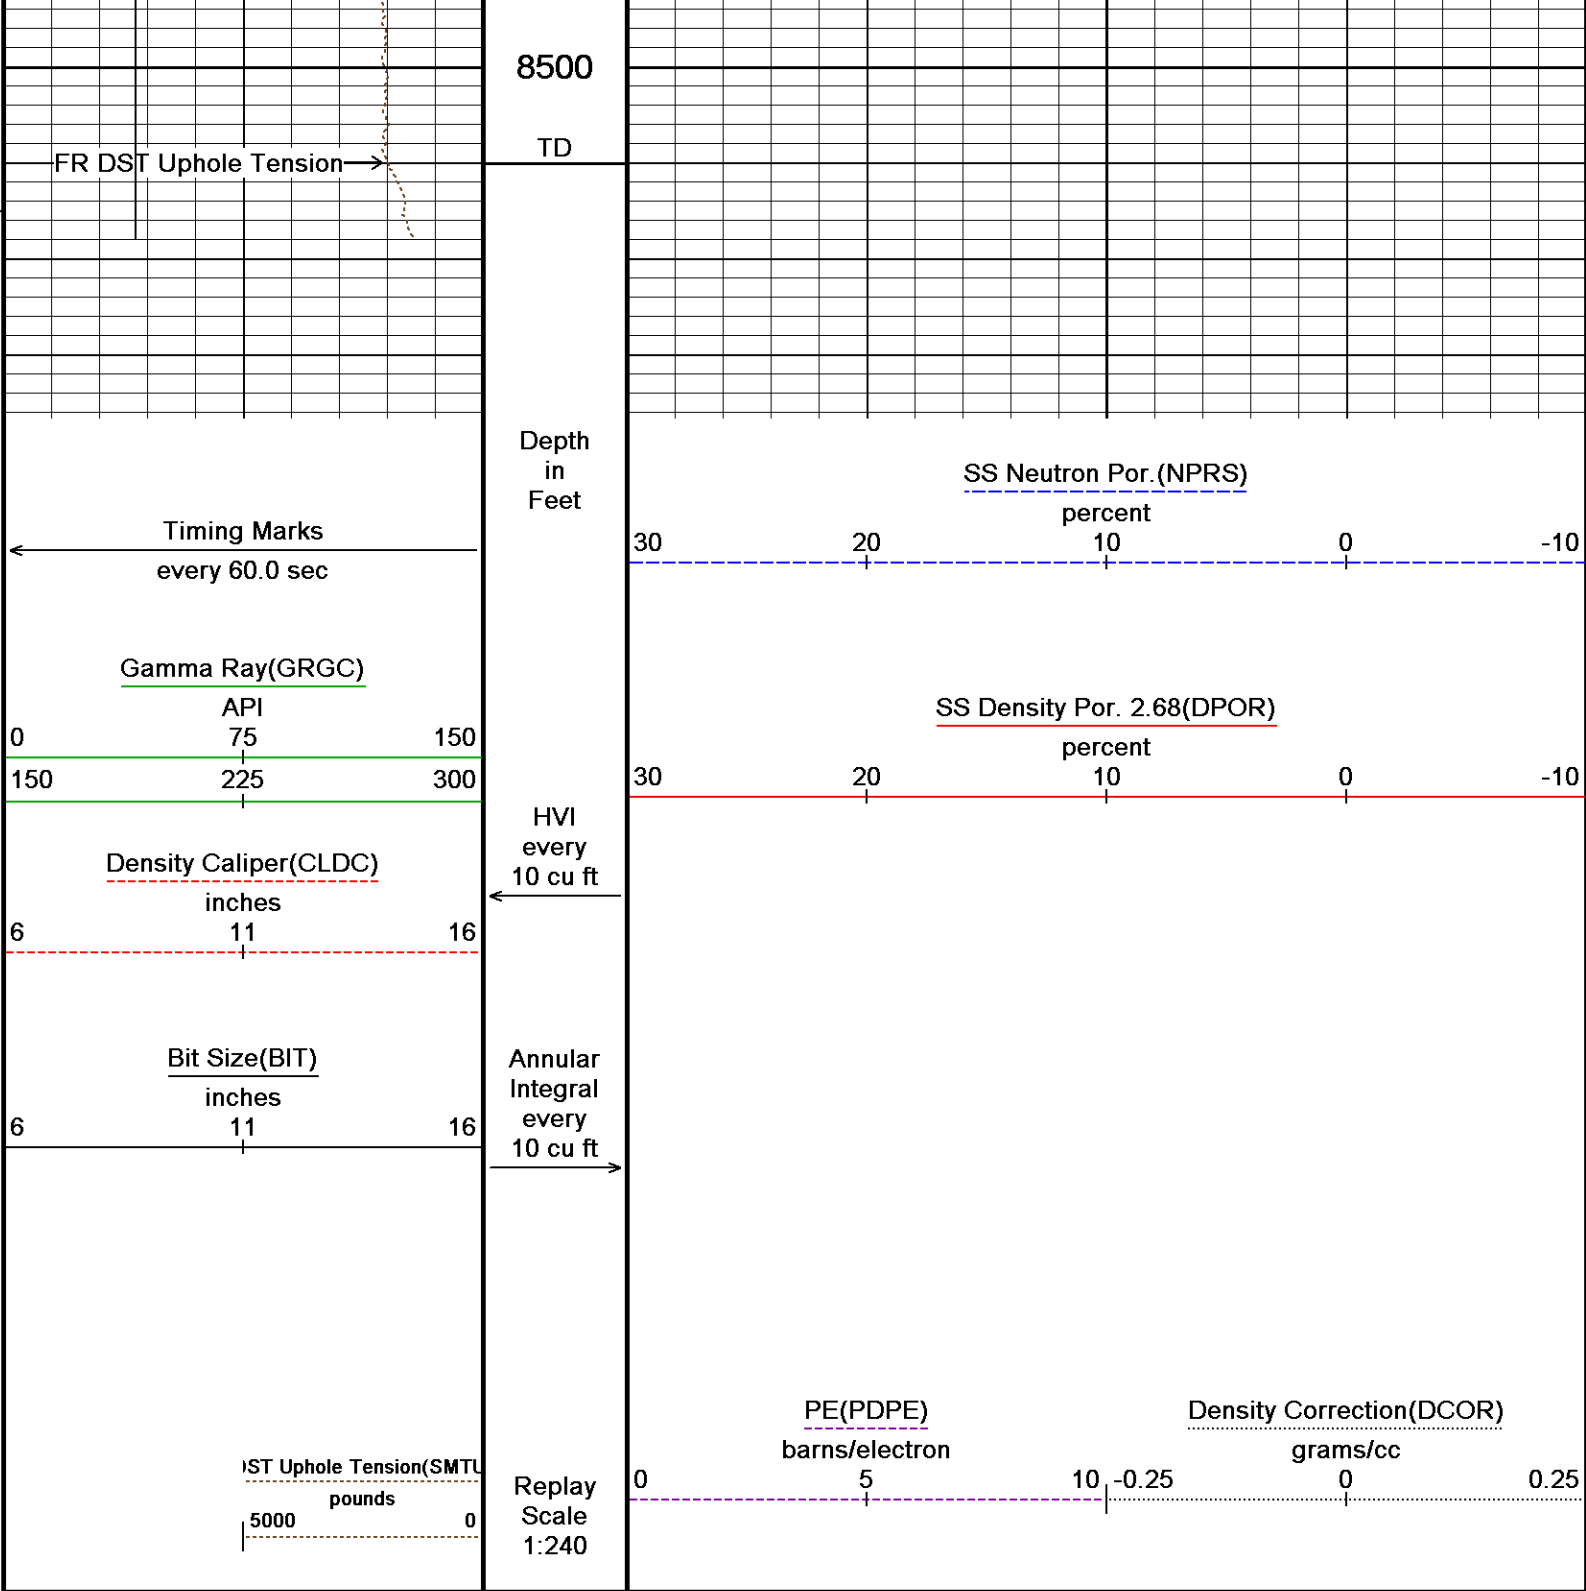 8500
TD
FR DST Uphole Tension
Depth
in
Feet
Timing Marks
every 60.0 sec
Gamma Ray(GRGC)
API
0 75 150
150 225 300
Density Caliper(CLDC)
inches
6 11 16
Bit Size(BIT)
inches
6 11 16
ST Uphole Tension(SMTU
pounds
5000 0
HVI
every
10 cu ft
Annular
Integral
every
10 cu ft
Replay
Scale
1:240
SS Neutron Por.(NPRS)
percent
30 20 10 0 -10
SS Density Por. 2.68(DPOR)
percent
30 20 10 0 -10
PE(PDPE)
barns/electron
0 5 10
Density Correction(DCOR)
grams/cc
-0.25 0 0.25